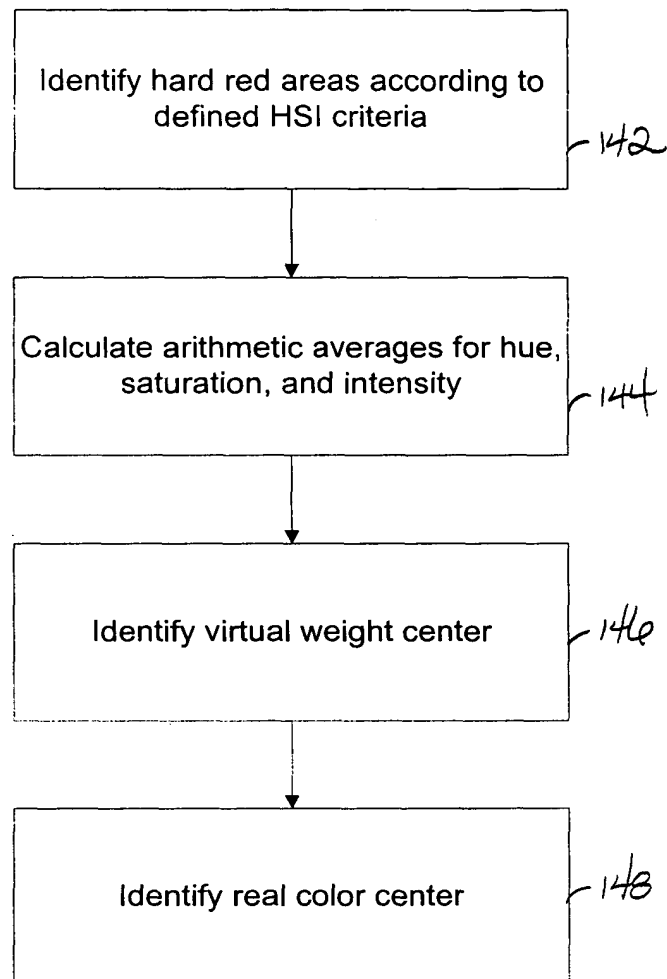 Identify hard red areas according to
defined HSI criteria
142
Calculate arithmetic averages for hue,
saturation, and intensity
144
Identify virtual weight center
146
Identify real color center
148